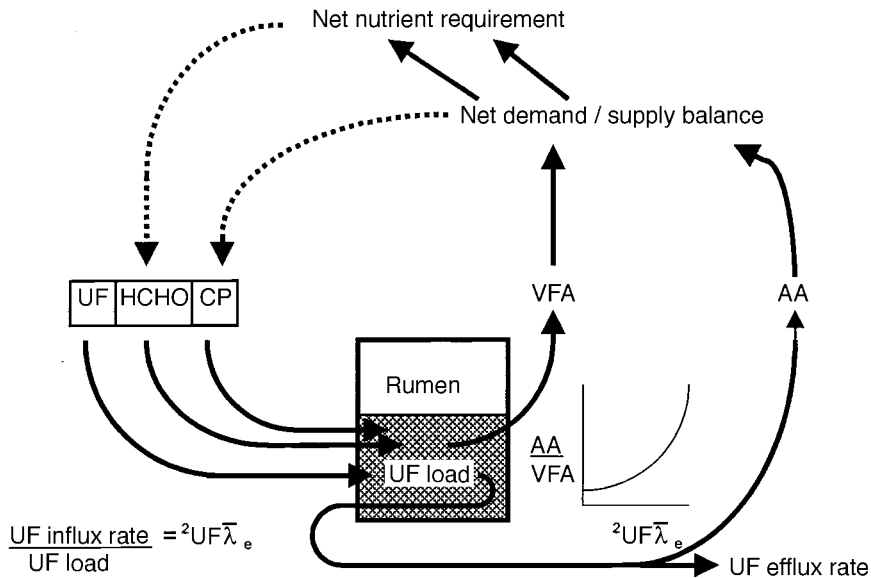 Net nutrient requirement
Net demand / supply balance
UF HCHO CP
VFA
AA
Rumen
UF load
AA
VFA
UF influx rate
UF load
= ²UFλ̅ e
²UFλ̅ e
UF efflux rate